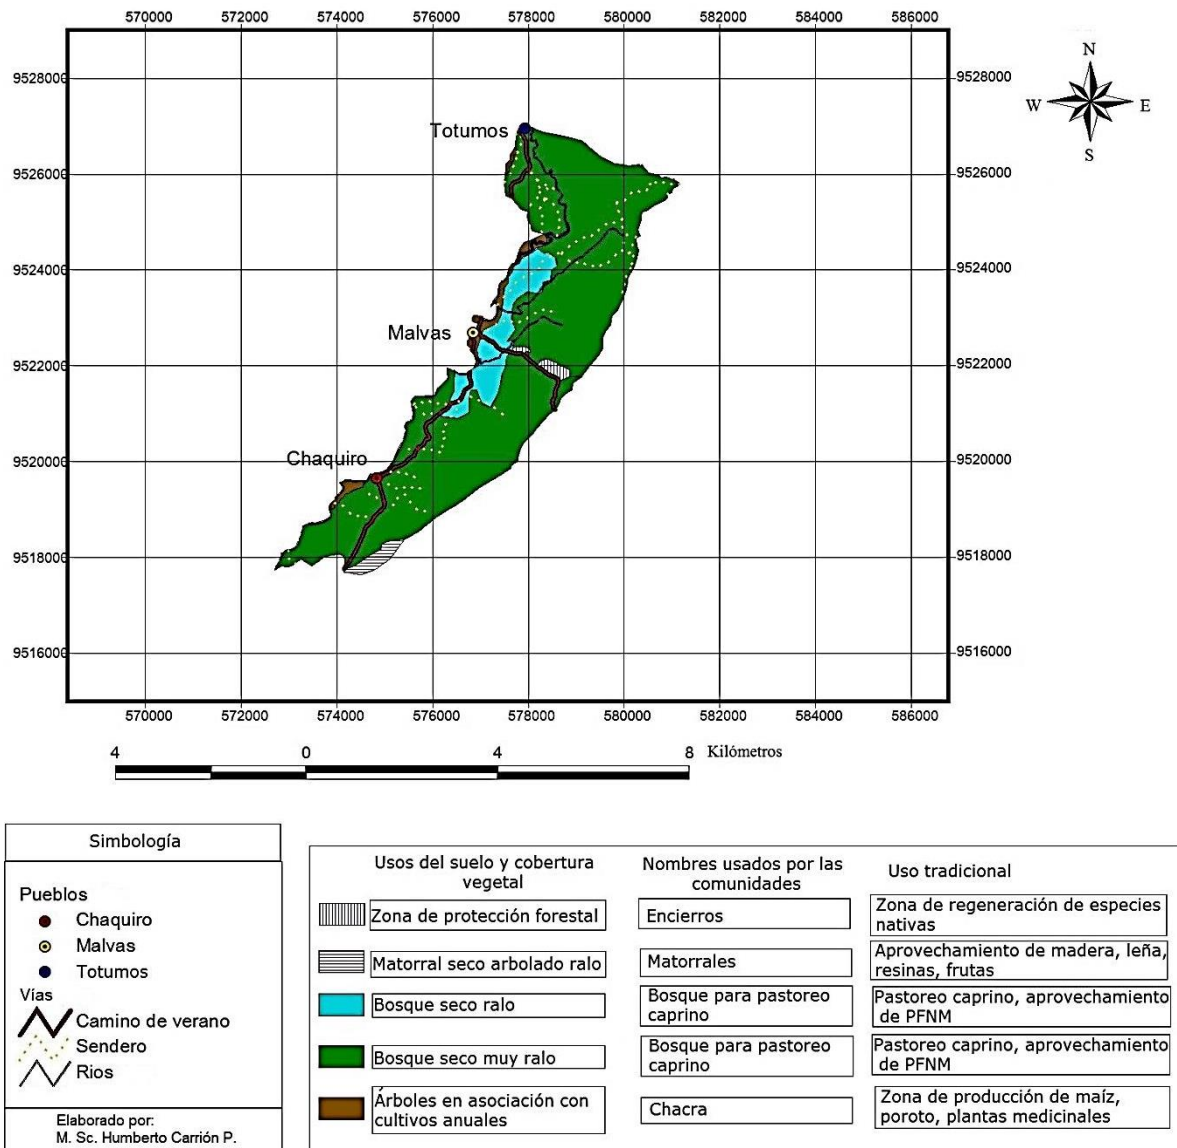 570000 572000 574000 576000 578000 580000 582000 584000 586000
N
W E
S
9528000 9528000
Totumos
9526000 9526000
9524000 9524000
Malvas
9522000 9522000
Chaquiro
9520000 9520000
9518000 9518000
9516000 9516000
570000 572000 574000 576000 578000 580000 582000 584000 586000
4 0 4 8 Kilómetros
Simbología
Pueblos
Chaquiro
Malvas
Totumos
Vías
Camino de verano
Sendero
Rios
Elaborado por:
M. Sc. Humberto Carrión P.
Usos del suelo y cobertura
vegetal
Nombres usados por las
comunidades
Uso tradicional
Zona de protección forestal
Encierros
Zona de regeneración de especies
nativas
Matorral seco arbolado ralo
Matorrales
Aprovechamiento de madera, leña,
resinas, frutas
Bosque seco ralo
Bosque para pastoreo
caprino
Pastoreo caprino, aprovechamiento
de PFNM
Bosque seco muy ralo
Bosque para pastoreo
caprino
Pastoreo caprino, aprovechamiento
de PFNM
Árboles en asociación con
cultivos anuales
Chacra
Zona de producción de maíz,
poroto, plantas medicinales